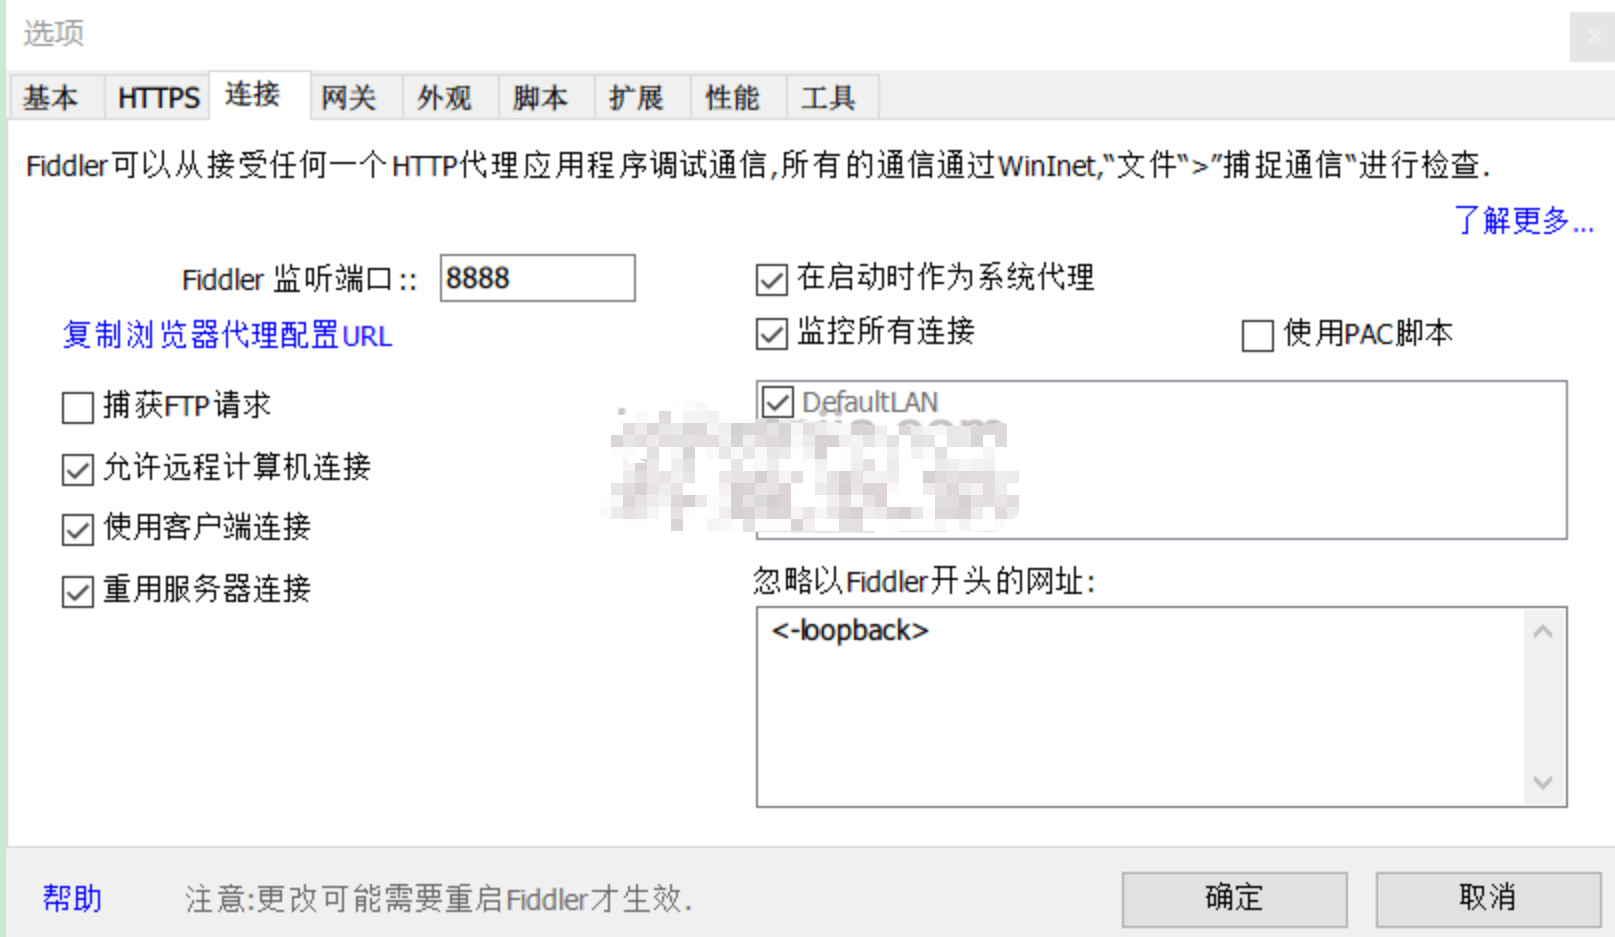 选项
基本 HTTPS 连接 网关 外观 脚本 扩展 性能 工具
Fiddler可以从接受任何一个HTTP代理应用程序调试通信,所有的通信通过WinInet,“文件“>”捕捉通信“进行检查.
了解更多...
Fiddler 监听端口:: 8888
在启动时作为系统代理
复制浏览器代理配置URL
监控所有连接
使用PAC脚本
捕获FTP请求
DefaultLAN
允许远程计算机连接
使用客户端连接
重用服务器连接
忽略以Fiddler开头的网址:
<-loopback>
帮助
注意:更改可能需要重启Fiddler才生效.
确定
取消